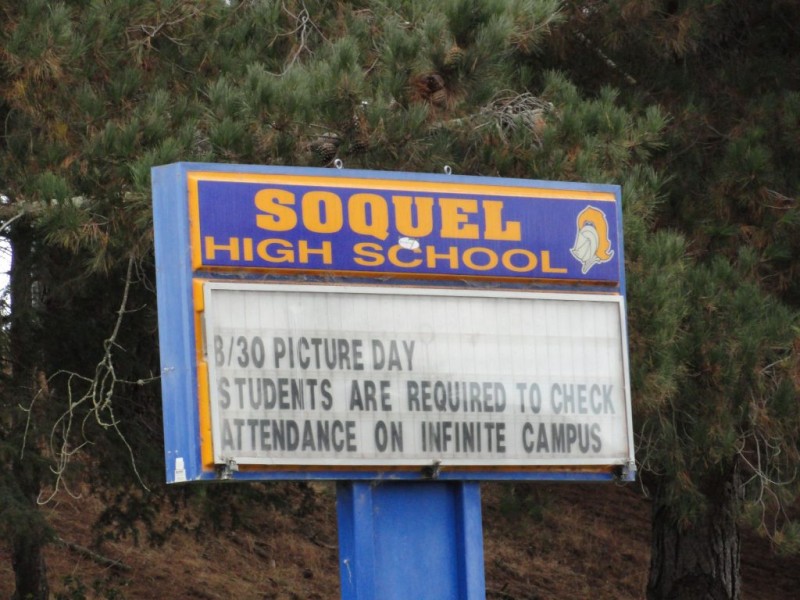 SOQUEL
HIGH SCHOOL
8/30 PICTURE DAY
STUDENTS ARE REQUIRED TO CHECK
ATTENDANCE ON INFINITE CAMPUS